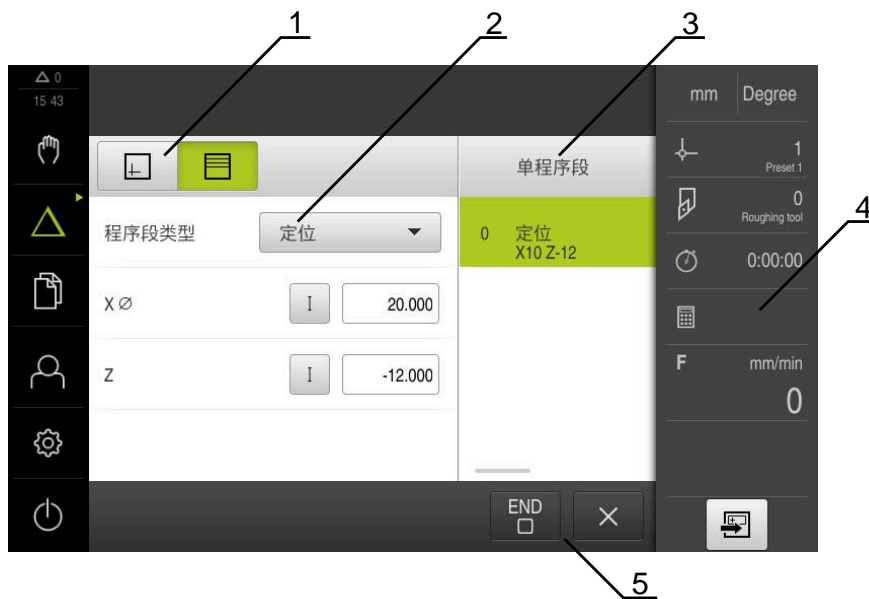 1
2
3
0
15 43
mm
Degree
1
Preset 1
单程序段
0
Roughing tool
4
程序段类型
定位
0 定位
X10 Z-12
0:00:00
X ∅
I
20.000
F
mm/min
Z
I
-12.000
0
END
5